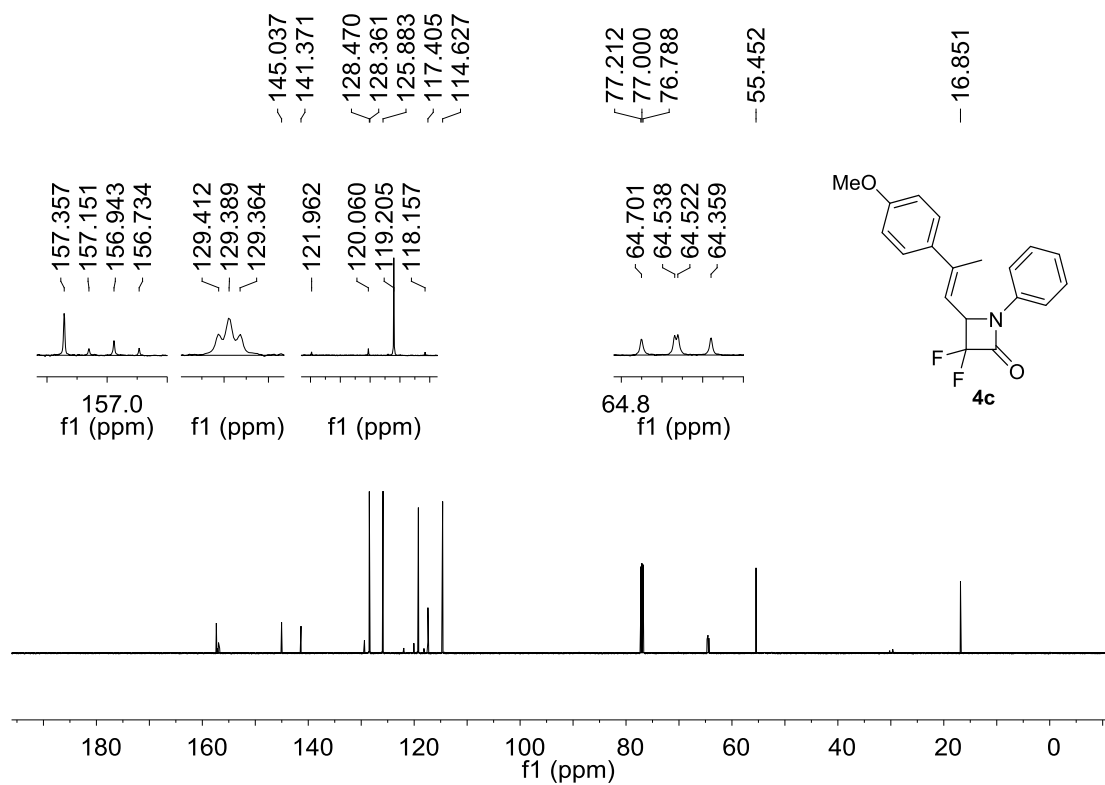 145.037
141.371
128.470
128.361
125.883
117.405
114.627
77.212
77.000
76.788
55.452
16.851
157.357
157.151
156.943
156.734
129.412
129.389
129.364
121.962
120.060
119.205
118.157
64.701
64.538
64.522
64.359
MeO
N
F
F
O
4c
157.0
64.8
f1 (ppm)
f1 (ppm)
f1 (ppm)
f1 (ppm)
180 160 140 120 100 80 60 40 20 0
f1 (ppm)